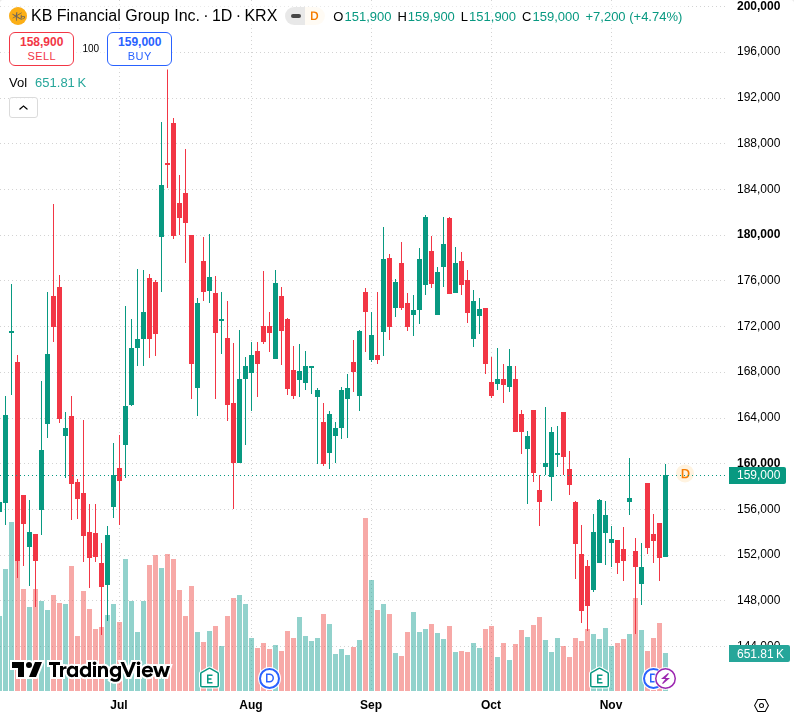 KB Financial Group Inc. · 1D · KRX D O151,900 H159,900 L151,900 C159,000 +7,200 (+4.74%)
158,900 SELL 100 159,000 BUY
Vol 651.81 K
200,000
196,000
192,000
188,000
184,000
180,000
176,000
172,000
168,000
164,000
160,000
D 159,000
156,000
152,000
148,000
144,000
651.81 K
TradingView
E D E D
Jul Aug Sep Oct Nov